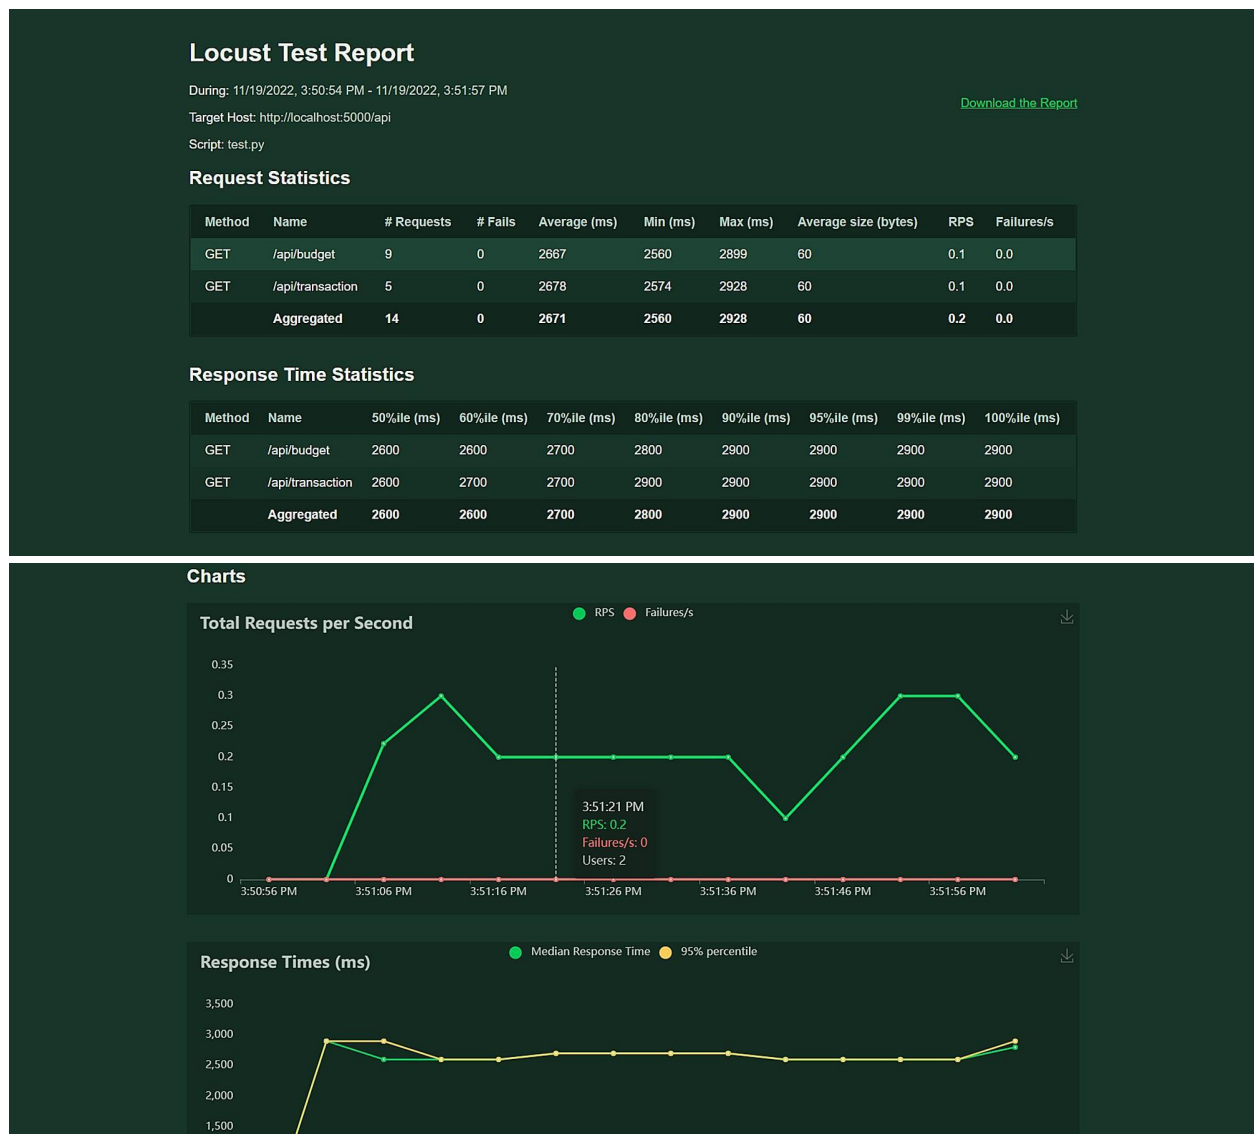 Locust Test Report
During: 11/19/2022, 3:50:54 PM - 11/19/2022, 3:51:57 PM
Download the Report
Target Host: http://localhost:5000/api
Script: test.py
Request Statistics
Method Name # Requests # Fails Average (ms) Min (ms) Max (ms) Average size (bytes) RPS Failures/s
GET /api/budget 9 0 2667 2560 2899 60 0.1 0.0
GET /api/transaction 5 0 2678 2574 2928 60 0.1 0.0
Aggregated 14 0 2671 2560 2928 60 0.2 0.0
Response Time Statistics
Method Name 50%ile (ms) 60%ile (ms) 70%ile (ms) 80%ile (ms) 90%ile (ms) 95%ile (ms) 99%ile (ms) 100%ile (ms)
GET /api/budget 2600 2600 2700 2800 2900 2900 2900 2900
GET /api/transaction 2600 2700 2700 2900 2900 2900 2900 2900
Aggregated 2600 2600 2700 2800 2900 2900 2900 2900
Charts
Total Requests per Second
RPS Failures/s
0.35
0.3
0.25
0.2
0.15
0.1
0.05
0
3:51:21 PM
RPS: 0.2
Failures/s: 0
Users: 2
3:50:56 PM 3:51:06 PM 3:51:16 PM 3:51:26 PM 3:51:36 PM 3:51:46 PM 3:51:56 PM
Response Times (ms)
Median Response Time 95% percentile
3,500
3,000
2,500
2,000
1,500